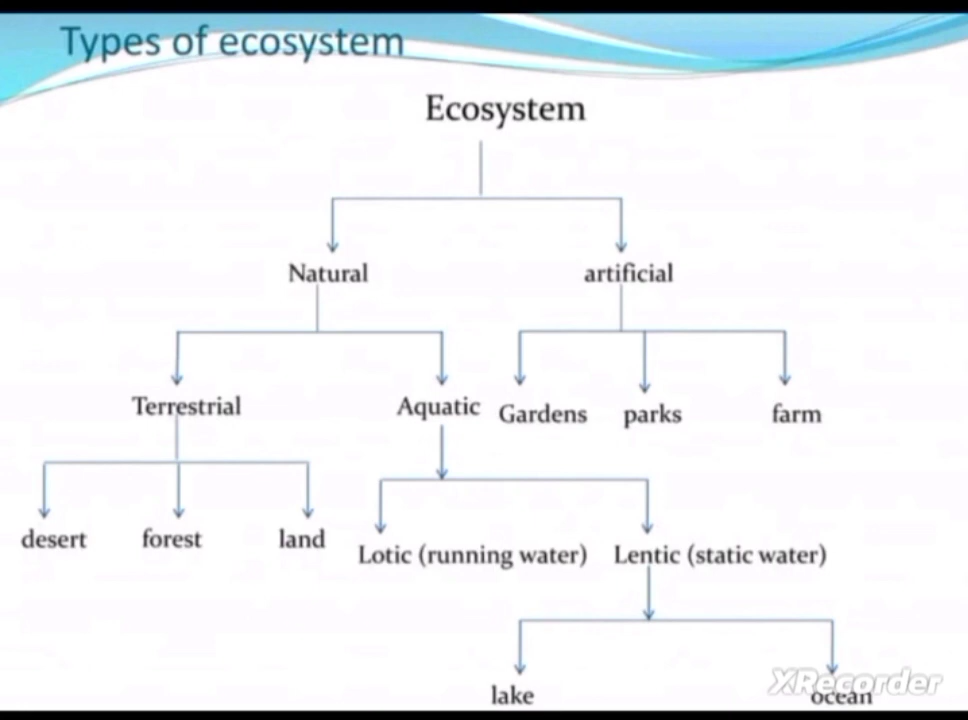 Types of ecosystem
Ecosystem
Natural
artificial
Terrestrial
Aquatic
Gardens
parks
farm
desert
forest
land
Lotic (running water)
Lentic (static water)
lake
ocean
XRecorder